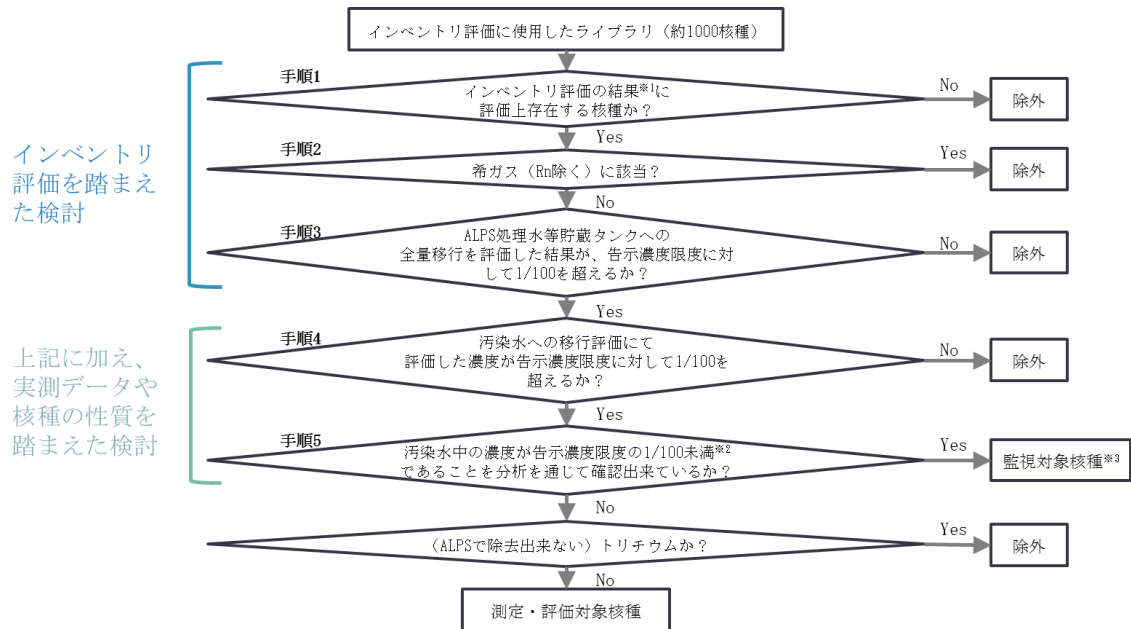 インベントリ評価に使用したライブラリ（約1000核種）
手順1
インベントリ評価の結果※1に
評価上存在する核種か？
No
除外
Yes
インベントリ
評価を踏まえ
た検討
手順2
希ガス（Rn除く）に該当？
Yes
除外
No
手順3
ALPS処理水等貯蔵タンクへの
全量移行を評価した結果が、告示濃度限度に対
して1/100を超えるか？
No
除外
Yes
上記に加え、
実測データや
核種の性質を
踏まえた検討
手順4
汚染水への移行評価にて
評価した濃度が告示濃度限度に対して1/100を
超えるか？
No
除外
Yes
手順5
汚染水中の濃度が告示濃度限度の1/100未満※2
であることを分析を通じて確認出来ているか？
Yes
監視対象核種※3
No
（ALPSで除去出来ない）トリチウムか？
Yes
除外
No
測定・評価対象核種